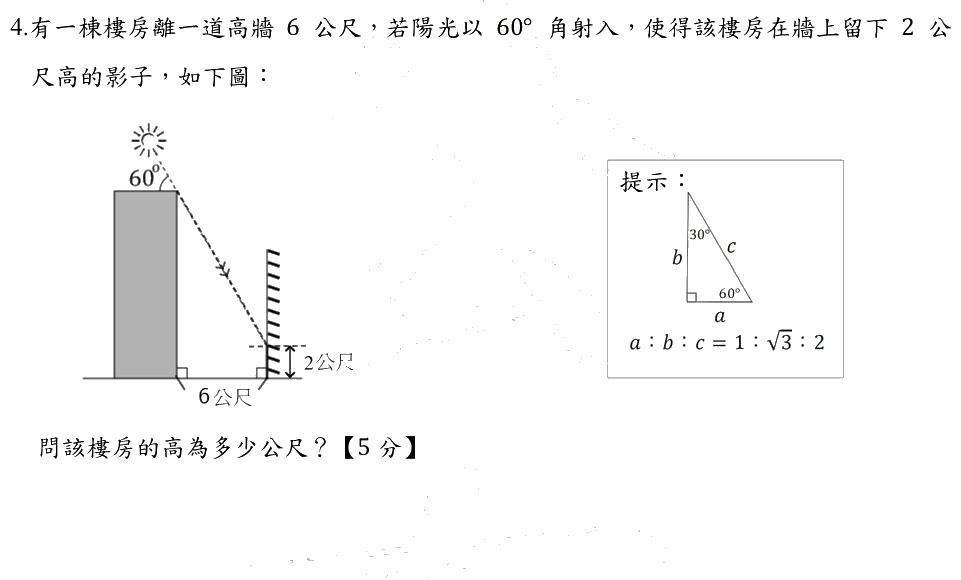 4.有一棟樓房離一道高牆 6 公尺，若陽光以 60° 角射入，使得該樓房在牆上留下 2 公
尺高的影子，如下圖：
60°
2公尺
6公尺
提示：
30°
b
c
60°
a
a：b：c = 1：√3：2
問該樓房的高為多少公尺？【5 分】